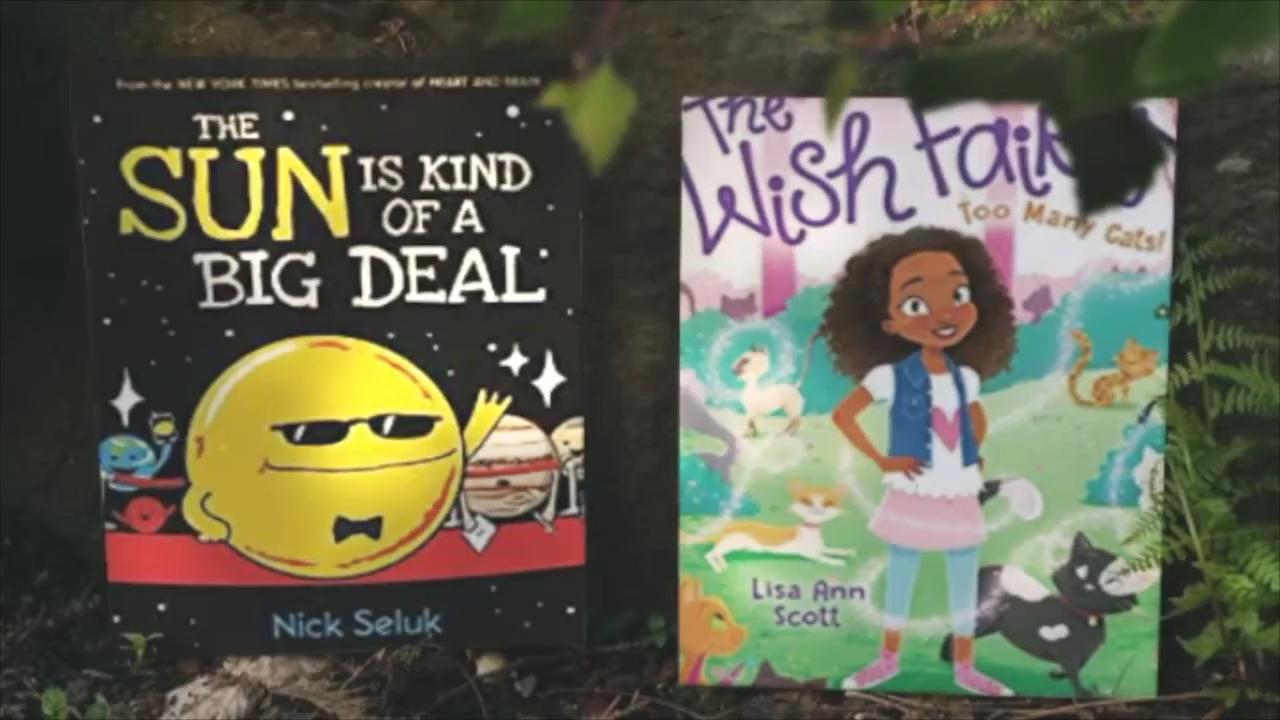 From the NEW YORK TIMES bestselling creator of HEART AND BRAIN
THE
SUN IS KIND
OF A
BIG DEAL
Nick Seluk
The
Wish
Too Many Cats!
Lisa Ann
Scott